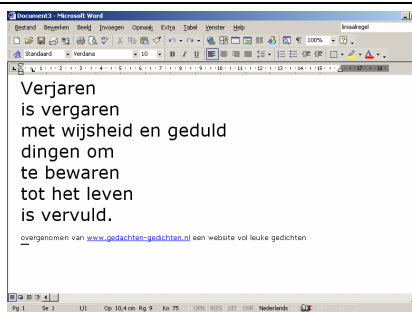 Document3 - Microsoft Word
Bestand Bewerken Beeld Invoegen Opmaak Extra Tabel Venster Help
liniaalregel
100%
Standaard Verdana 10 B I U
Verjaren
is vergaren
met wijsheid en geduld
dingen om
te bewaren
tot het leven
is vervuld.
overgenomen van www.gedachten-gedichten.nl een website vol leuke gedichten
Pg 1 Se 1 1/1 Op 10,4 cm Rg 9 Ko 75 OPN WZG UIT OVR Nederlands